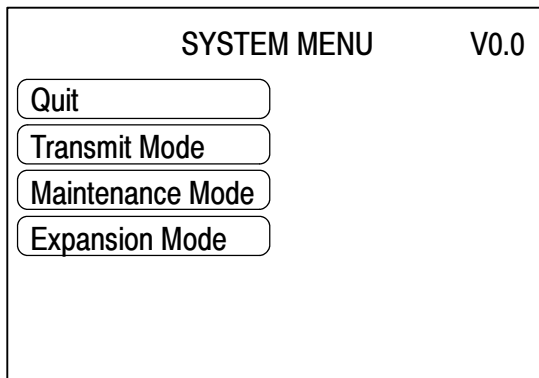 SYSTEM MENU V0.0
Quit
Transmit Mode
Maintenance Mode
Expansion Mode